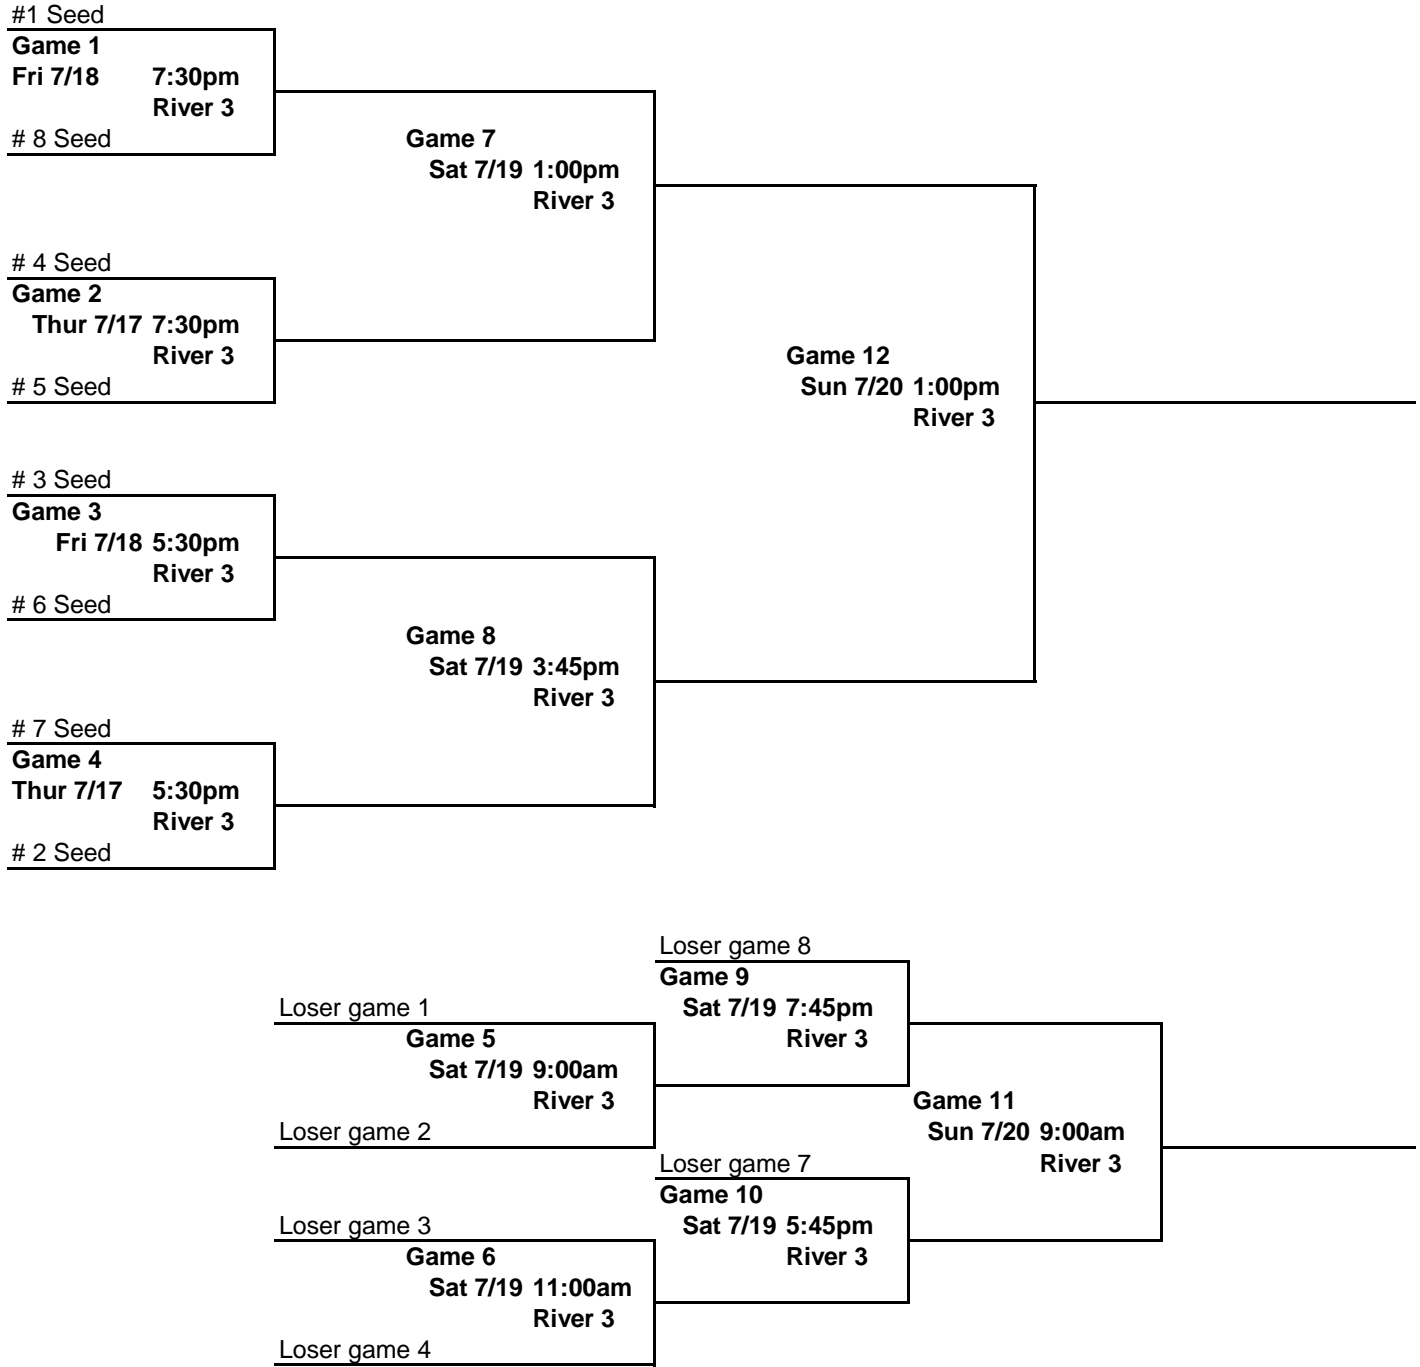 #1 Seed
Game 1
Fri 7/18 7:30pm
River 3
# 8 Seed
Game 7
Sat 7/19 1:00pm
River 3
# 4 Seed
Game 2
Thur 7/17 7:30pm
River 3
# 5 Seed
Game 12
Sun 7/20 1:00pm
River 3
# 3 Seed
Game 3
Fri 7/18 5:30pm
River 3
# 6 Seed
Game 8
Sat 7/19 3:45pm
River 3
# 7 Seed
Game 4
Thur 7/17 5:30pm
River 3
# 2 Seed
Loser game 8
Game 9
Sat 7/19 7:45pm
River 3
Loser game 1
Game 5
Sat 7/19 9:00am
River 3
Loser game 2
Game 11
Sun 7/20 9:00am
River 3
Loser game 7
Game 10
Sat 7/19 5:45pm
River 3
Loser game 3
Game 6
Sat 7/19 11:00am
River 3
Loser game 4